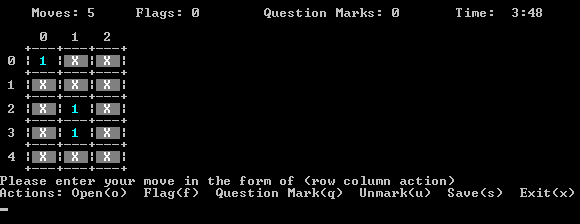 Moves: 5 Flags: 0 Question Marks: 0 Time: 3:48
0 1 2
+---+---+---+
0 ¦ 1 ¦ X ¦ X ¦
+---+---+---+
1 ¦ X ¦ X ¦ X ¦
+---+---+---+
2 ¦ X ¦ 1 ¦ X ¦
+---+---+---+
3 ¦ X ¦ 1 ¦ X ¦
+---+---+---+
4 ¦ X ¦ X ¦ X ¦
+---+---+---+
Please enter your move in the form of (row column action)
Actions: Open(o) Flag(f) Question Mark(q) Unmark(u) Save(s) Exit(x)